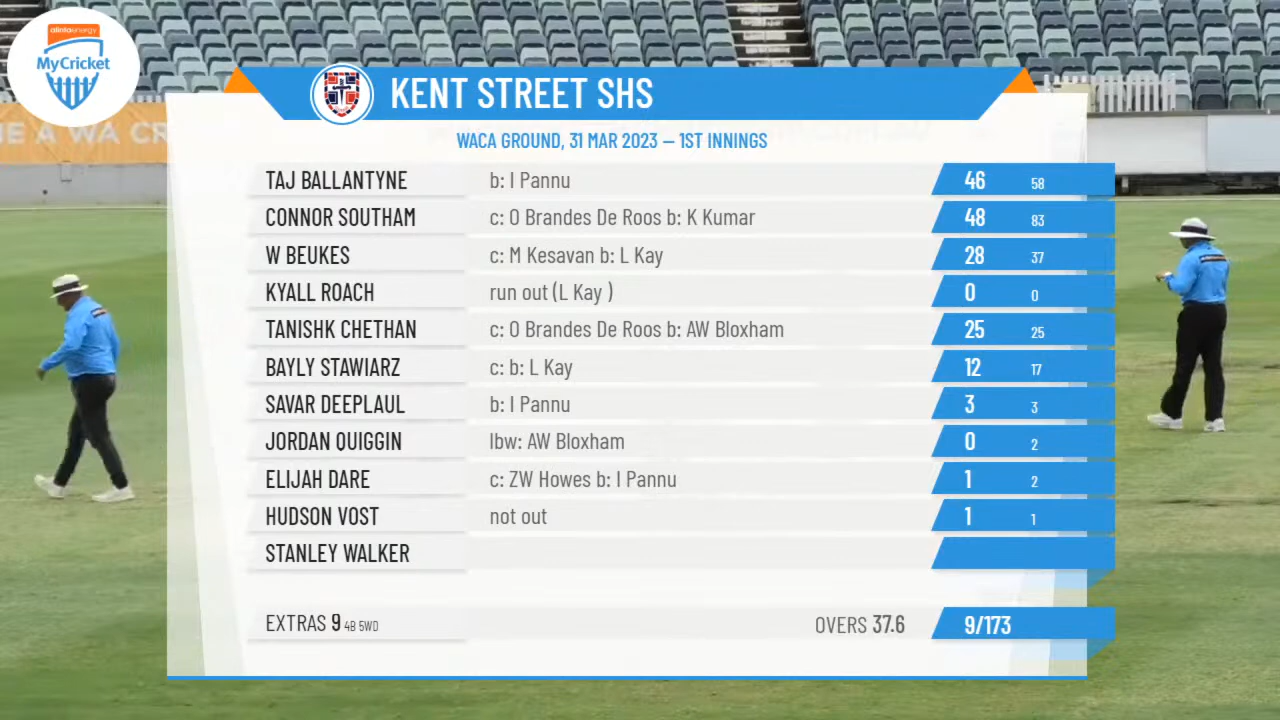 alintaenergy
MyCricket
KENT STREET SHS
WACA GROUND, 31 MAR 2023 – 1ST INNINGS
TAJ BALLANTYNE b: I Pannu 46 58
CONNOR SOUTHAM c: O Brandes De Roos b: K Kumar 48 83
W BEUKES c: M Kesavan b: L Kay 28 37
KYALL ROACH run out (L Kay ) 0 0
TANISHK CHETHAN c: O Brandes De Roos b: AW Bloxham 25 25
BAYLY STAWIARZ c: b: L Kay 12 17
SAVAR DEEPLAUL b: I Pannu 3 3
JORDAN QUIGGIN lbw: AW Bloxham 0 2
ELIJAH DARE c: ZW Howes b: I Pannu 1 2
HUDSON VOST not out 1 1
STANLEY WALKER
EXTRAS 9 4B 5WD OVERS 37.6 9/173
E A WA CR